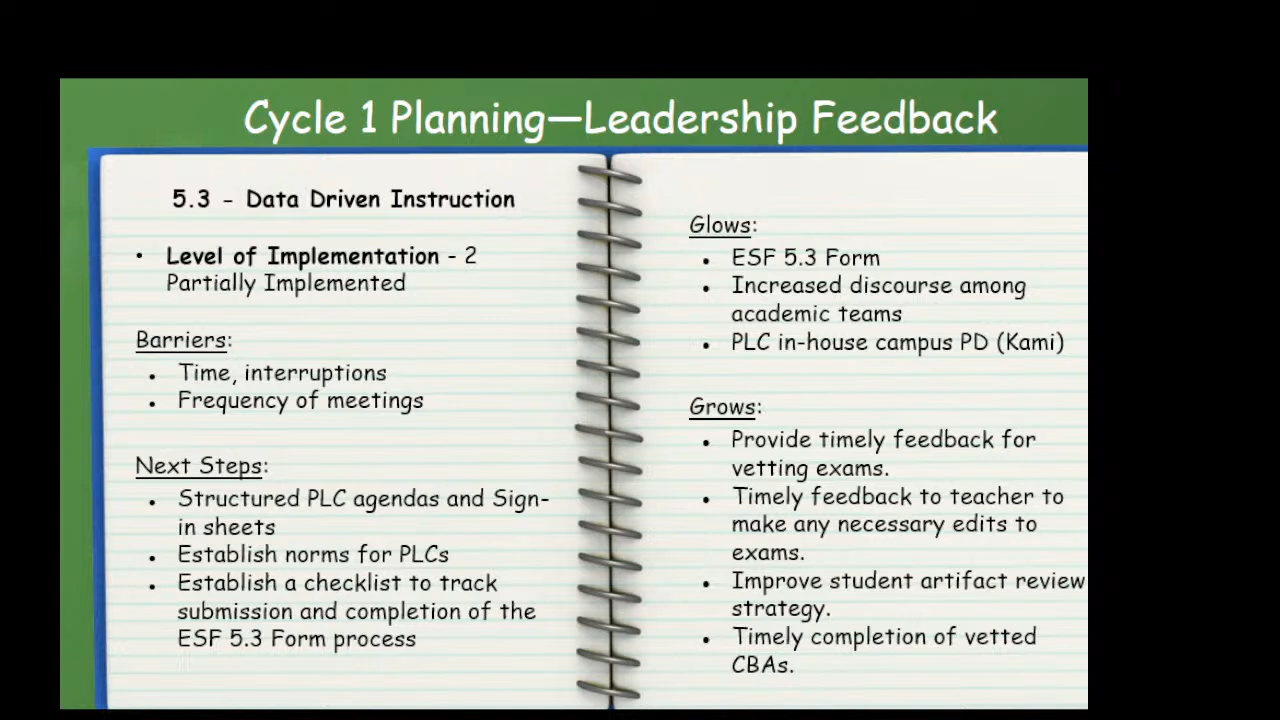 Cycle 1 Planning—Leadership Feedback
5.3 - Data Driven Instruction
• Level of Implementation - 2
Partially Implemented
Barriers:
• Time, interruptions
• Frequency of meetings
Next Steps:
• Structured PLC agendas and Sign-
in sheets
• Establish norms for PLCs
• Establish a checklist to track
submission and completion of the
ESF 5.3 Form process
Glows:
• ESF 5.3 Form
• Increased discourse among
academic teams
• PLC in-house campus PD (Kami)
Grows:
• Provide timely feedback for
vetting exams.
• Timely feedback to teacher to
make any necessary edits to
exams.
• Improve student artifact review
strategy.
• Timely completion of vetted
CBAs.